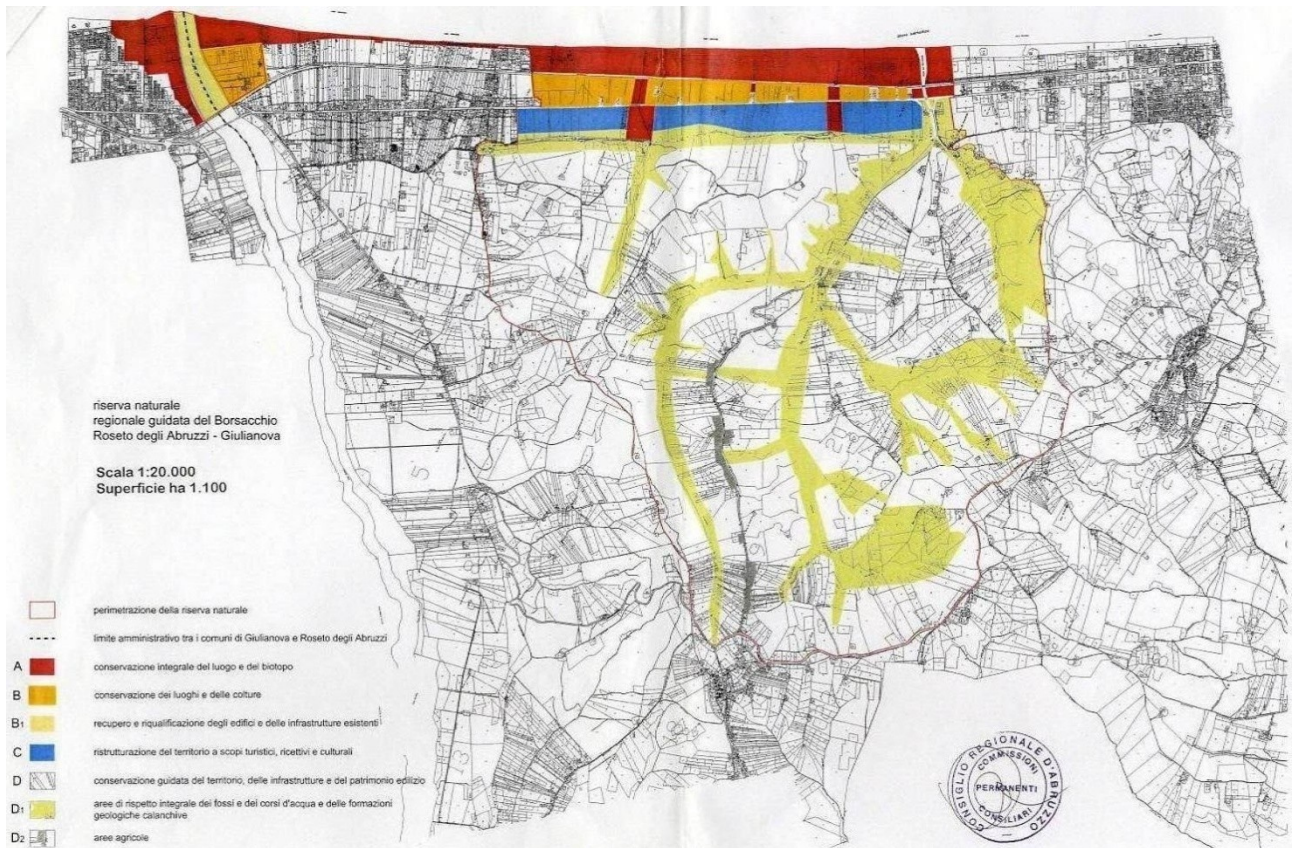 riserva naturale
regionale guidata del Borsacchio
Roseto degli Abruzzi - Giulianova
Scala 1:20.000
Superficie ha 1.100
perimetrazione della riserva naturale
limite amministrativo tra i comuni di Giulianova e Roseto degli Abruzzi
A conservazione integrale del luogo e del biotopo
B conservazione dei luoghi e delle colture
B1 recupero e riqualificazione degli edifici e delle infrastrutture esistenti
C ristrutturazione del territorio a scopi turistici, ricettivi e culturali
D conservazione guidata del territorio, delle infrastrutture e del patrimonio edilizio
D1 aree di rispetto integrale dei fossi e dei corsi d'acqua e delle formazioni
geologiche calanchive
D2 aree agricole
CONSIGLIO REGIONALE D'ABRUZZO
COMMISSIONI
PERMANENTI
CONSILIARI